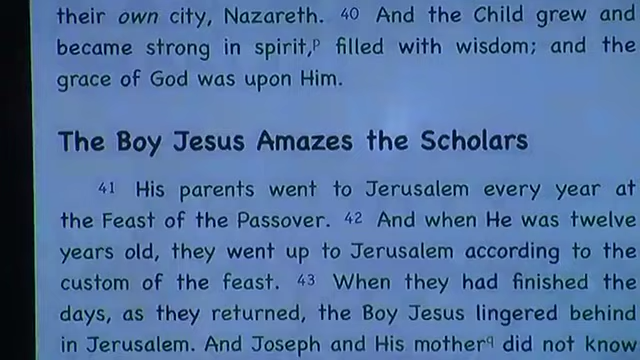 their own city, Nazareth. 40 And the Child grew and
became strong in spirit,p filled with wisdom; and the
grace of God was upon Him.
The Boy Jesus Amazes the Scholars
41 His parents went to Jerusalem every year at
the Feast of the Passover. 42 And when He was twelve
years old, they went up to Jerusalem according to the
custom of the feast. 43 When they had finished the
days, as they returned, the Boy Jesus lingered behind
in Jerusalem. And Joseph and His motherq did not know